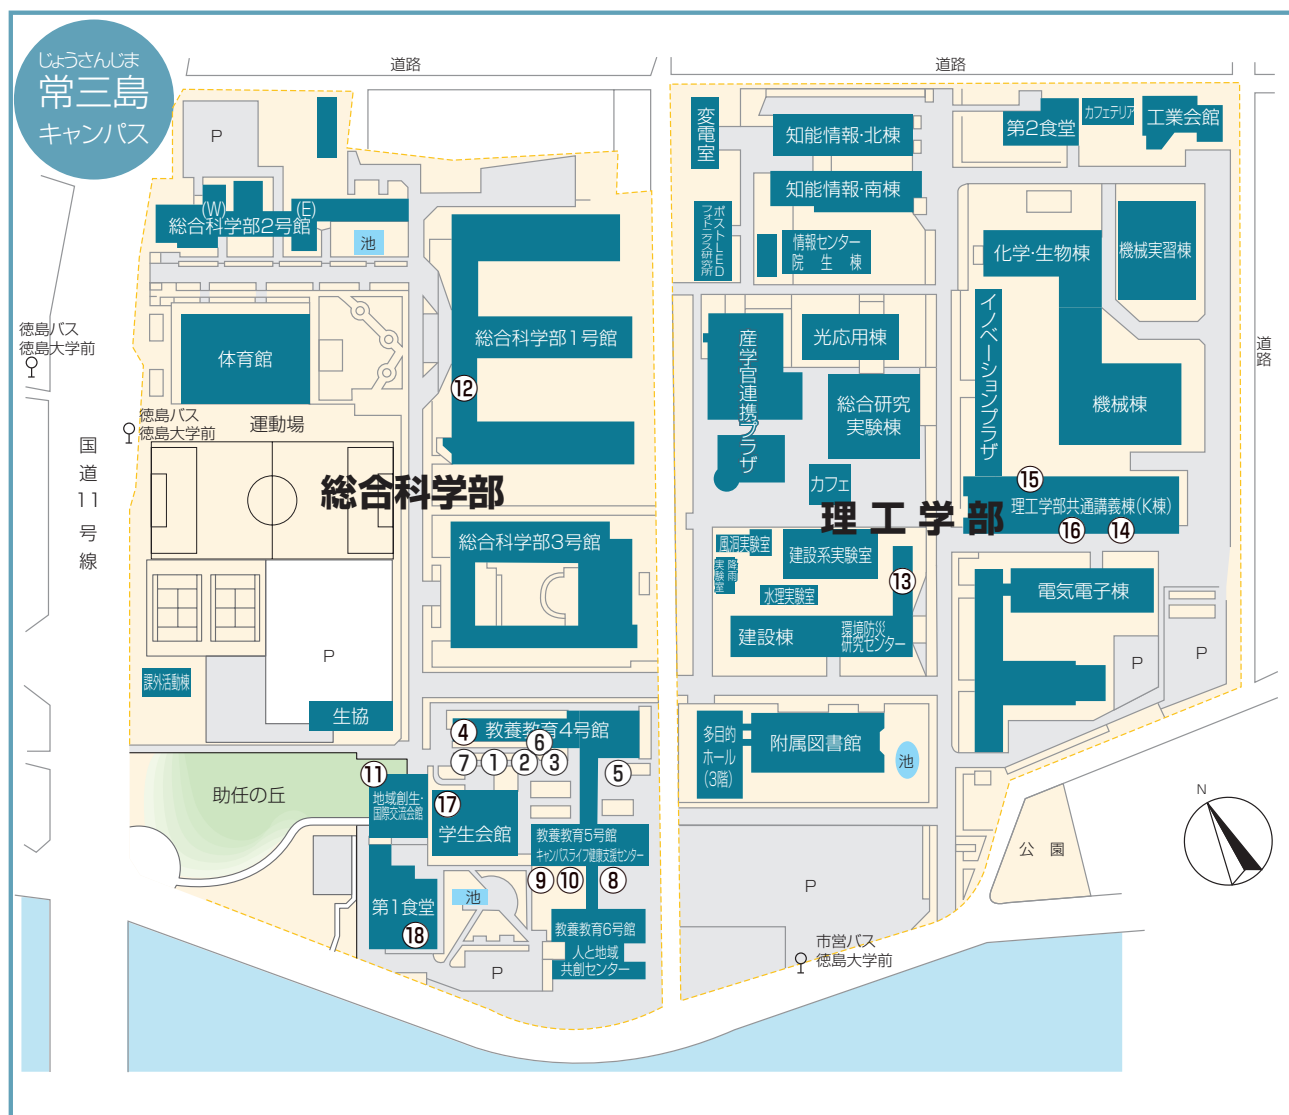 じょうさんじま
常三島
キャンパス
道路
道路
P
変電室
知能情報・北棟
第2食堂
カフェテリア
工業会館
知能情報・南棟
(W)
(E)
総合科学部2号館
池
ポストLED
フォトニクス研究所
情報センター
院生棟
化学・生物棟
機械実習棟
徳島バス
徳島大学前
体育館
総合科学部1号館
産学官連携プラザ
光応用棟
イノベーションプラザ
道路
⑫
総合研究
実験棟
機械棟
徳島バス
徳島大学前
運動場
国道11号線
総合科学部
カフェ
理工学部
⑮
理工学部共通講義棟(K棟)
⑯
⑭
総合科学部3号館
風洞実験室
降雨
実験室
建設系実験室
⑬
水理実験室
電気電子棟
建設棟
環境防災
研究センター
P
P
P
課外活動棟
生協
④
教養教育4号館
⑥
⑦
①
②
③
⑤
多目的
ホール
(3階)
附属図書館
池
⑪
助任の丘
地域創生・
国際交流会館
⑰
学生会館
教養教育5号館
キャンパスライフ健康支援センター
N
公園
⑨
⑩
⑧
P
第1食堂
池
⑱
教養教育6号館
人と地域
共創センター
P
市営バス
徳島大学前